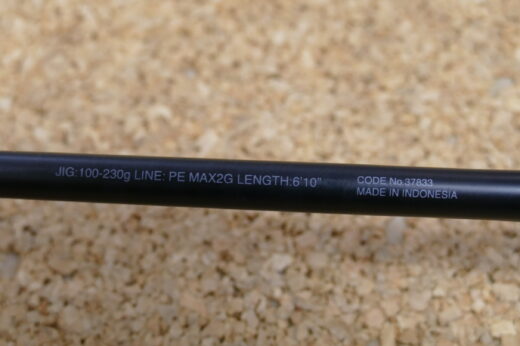 JIG:100-230g LINE: PE MAX2G LENGTH:6'10"
CODE No.37833
MADE IN INDONESIA